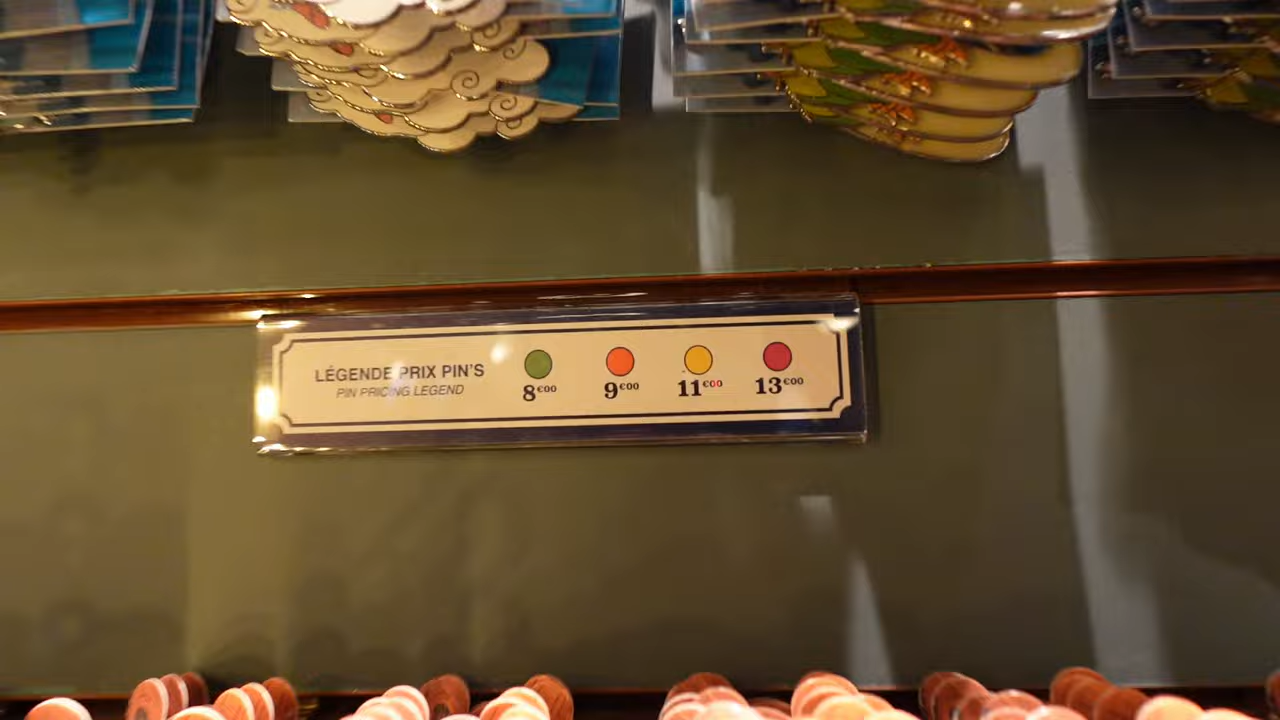 LÉGENDE PRIX PIN'S
PIN PRICING LEGEND
8€00
9€00
11€00
13€00